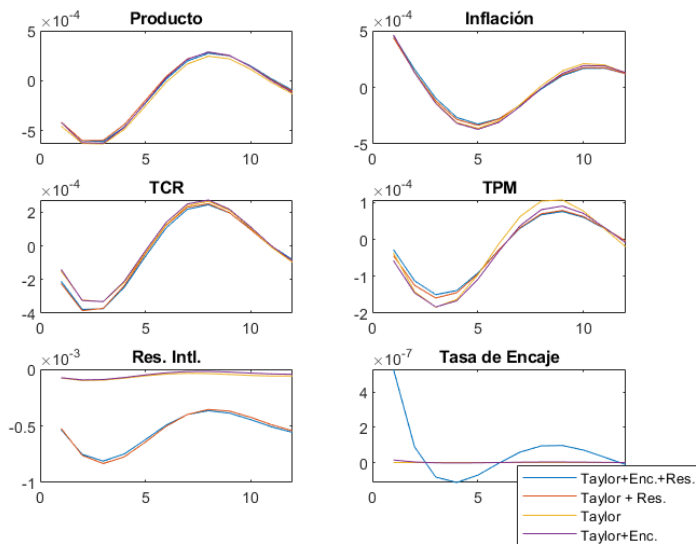 Producto
×10⁻⁴
5
0
-5
0 5 10
Inflación
×10⁻⁴
5
0
-5
0 5 10
TCR
×10⁻⁴
2
0
-2
-4
0 5 10
TPM
×10⁻⁴
1
0
-1
-2
0 5 10
Res. Intl.
×10⁻³
0
-0.5
-1
0 5 10
Tasa de Encaje
×10⁻⁷
4
2
0
0 5
Taylor+Enc.+Res.
Taylor + Res.
Taylor
Taylor+Enc.